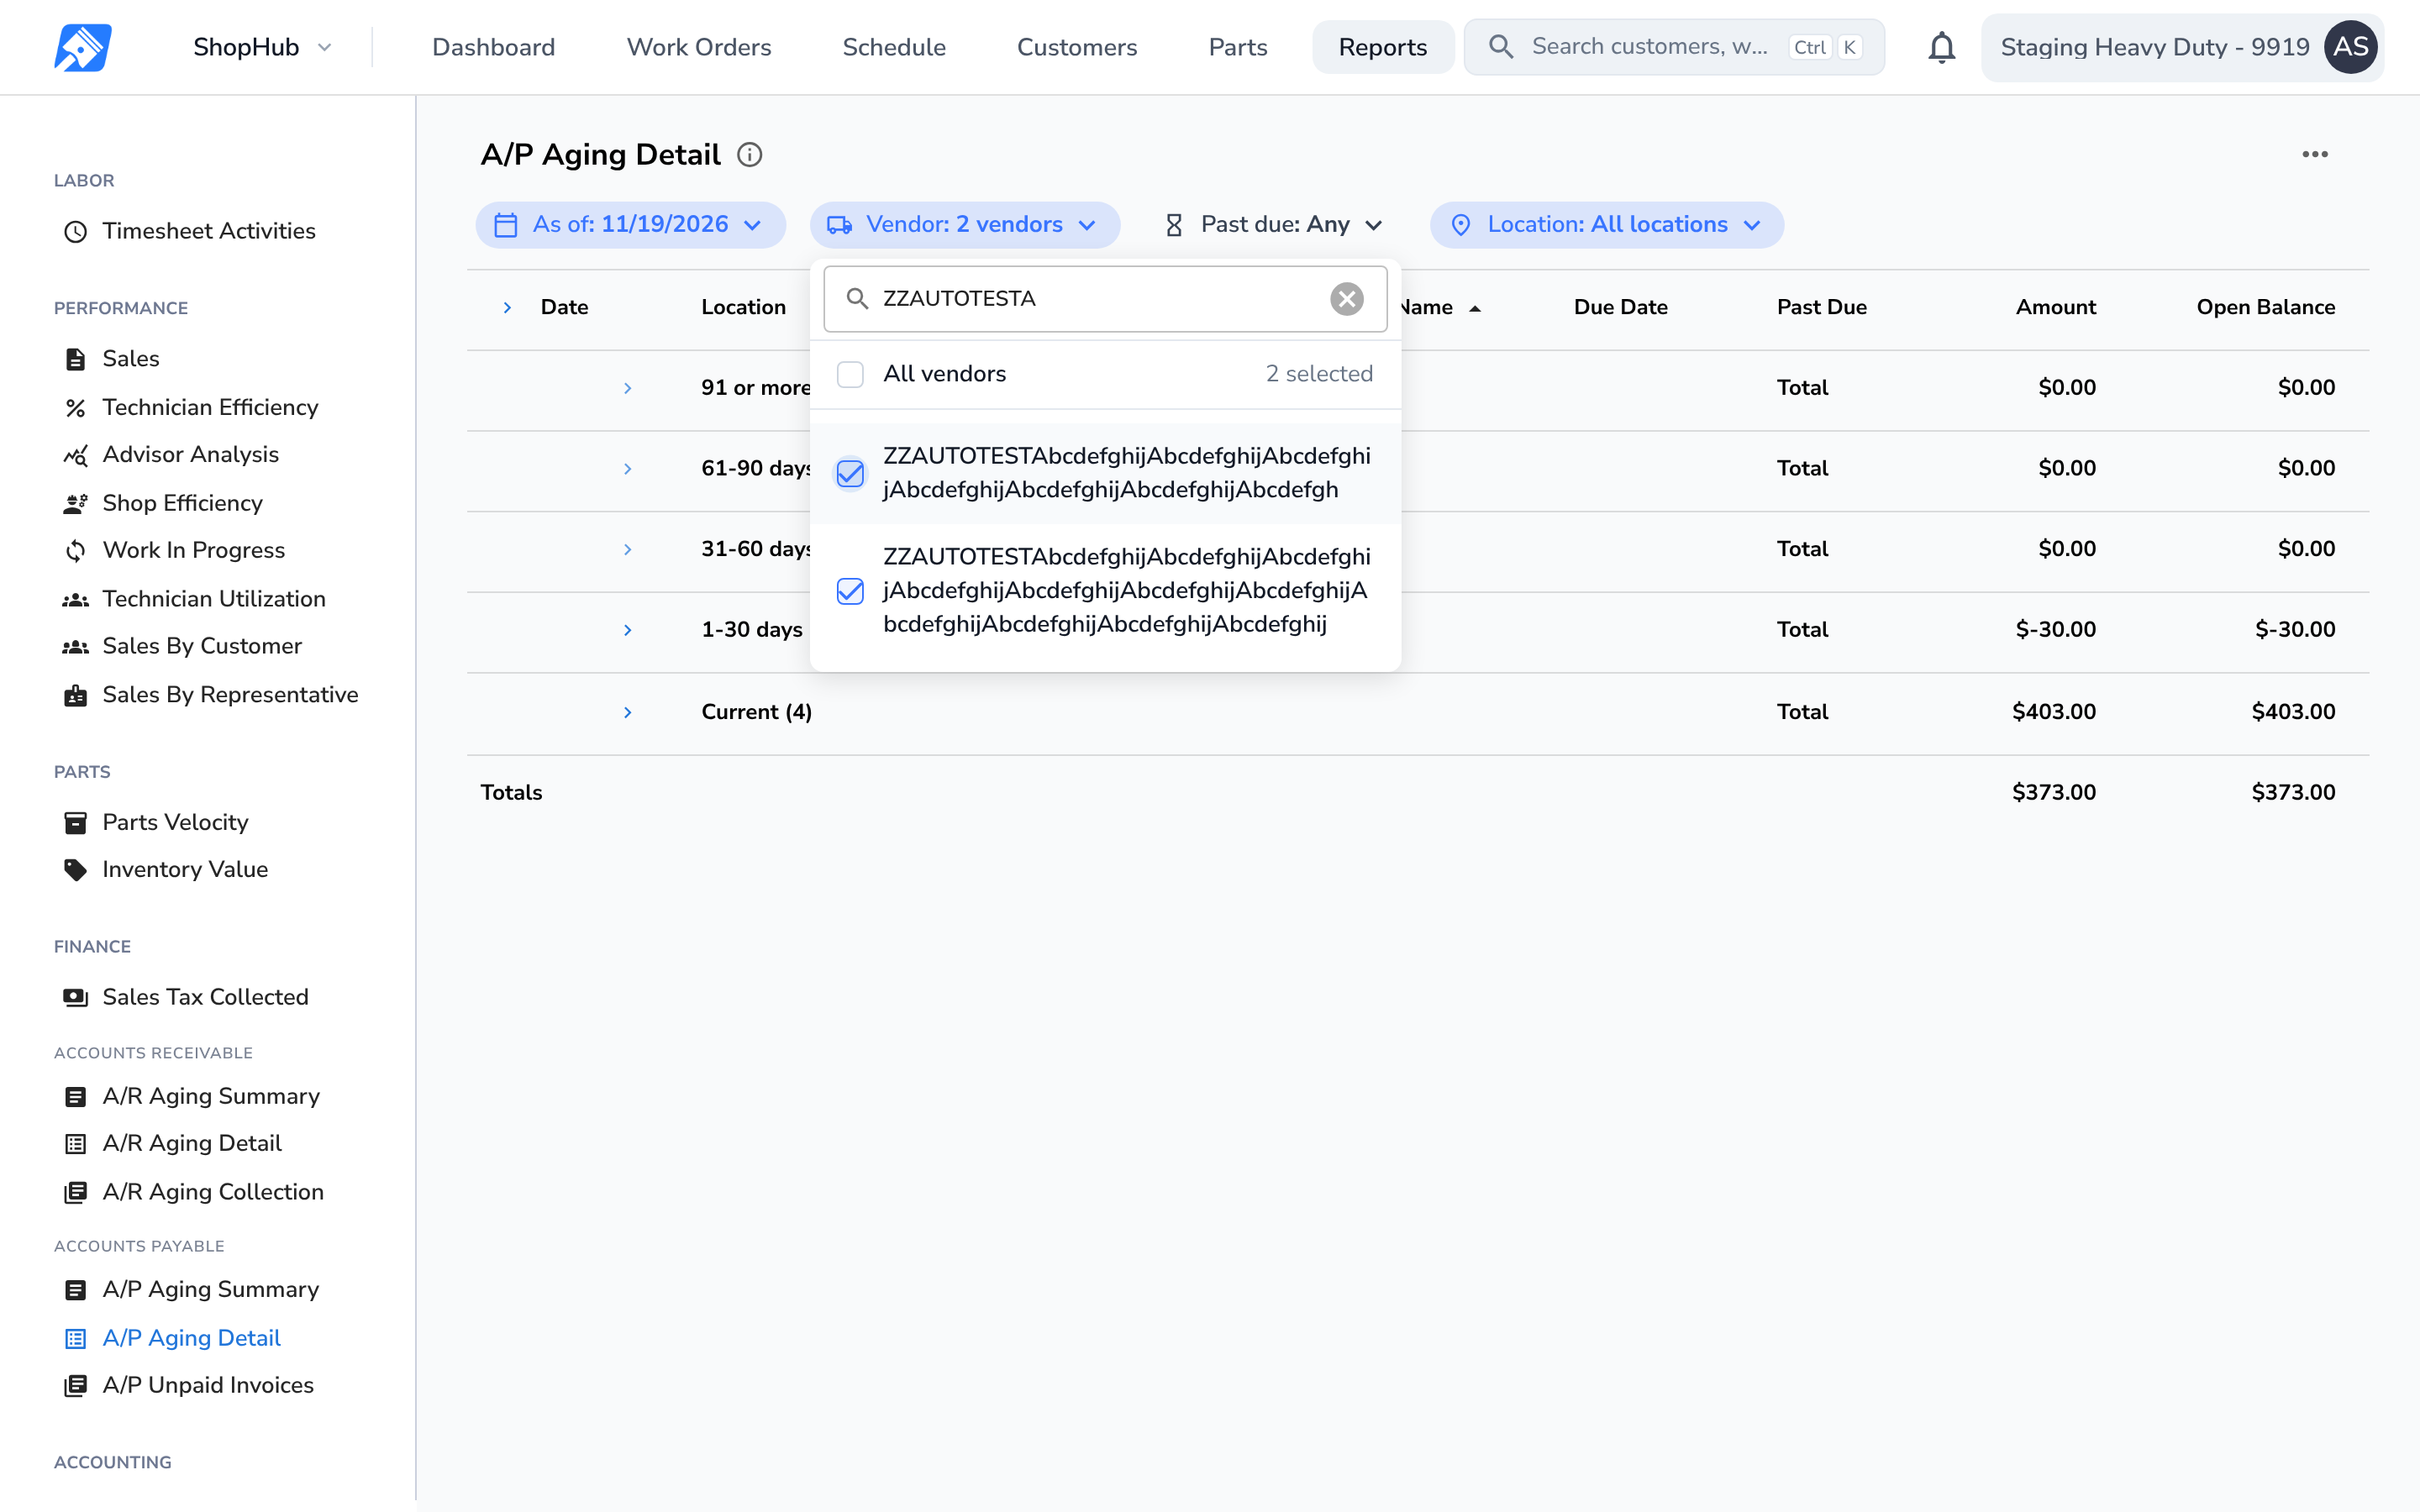 ShopHub
Dashboard
Work Orders
Schedule
Customers
Parts
Reports
Search customers, w...
Ctrl
K
Staging Heavy Duty - 9919
AS
LABOR
Timesheet Activities
PERFORMANCE
Sales
Technician Efficiency
Advisor Analysis
Shop Efficiency
Work In Progress
Technician Utilization
Sales By Customer
Sales By Representative
PARTS
Parts Velocity
Inventory Value
FINANCE
Sales Tax Collected
ACCOUNTS RECEIVABLE
A/R Aging Summary
A/R Aging Detail
A/R Aging Collection
ACCOUNTS PAYABLE
A/P Aging Summary
A/P Aging Detail
A/P Unpaid Invoices
ACCOUNTING
A/P Aging Detail
As of: 11/19/2026
Vendor: 2 vendors
Past due: Any
Location: All locations
ZZAUTOTESTA
All vendors
2 selected
ZZAUTOTESTAbcdefghijAbcdefghijAbcdefghi
jAbcdefghijAbcdefghijAbcdefghijAbcdefgh
ZZAUTOTESTAbcdefghijAbcdefghijAbcdefghi
jAbcdefghijAbcdefghijAbcdefghijAbcdefghijA
bcdefghijAbcdefghijAbcdefghijAbcdefghij
Date Location Name Due Date Past Due Amount Open Balance
91 or more Total $0.00 $0.00
61-90 days Total $0.00 $0.00
31-60 days Total $0.00 $0.00
1-30 days Total $-30.00 $-30.00
Current (4) Total $403.00 $403.00
Totals $373.00 $373.00